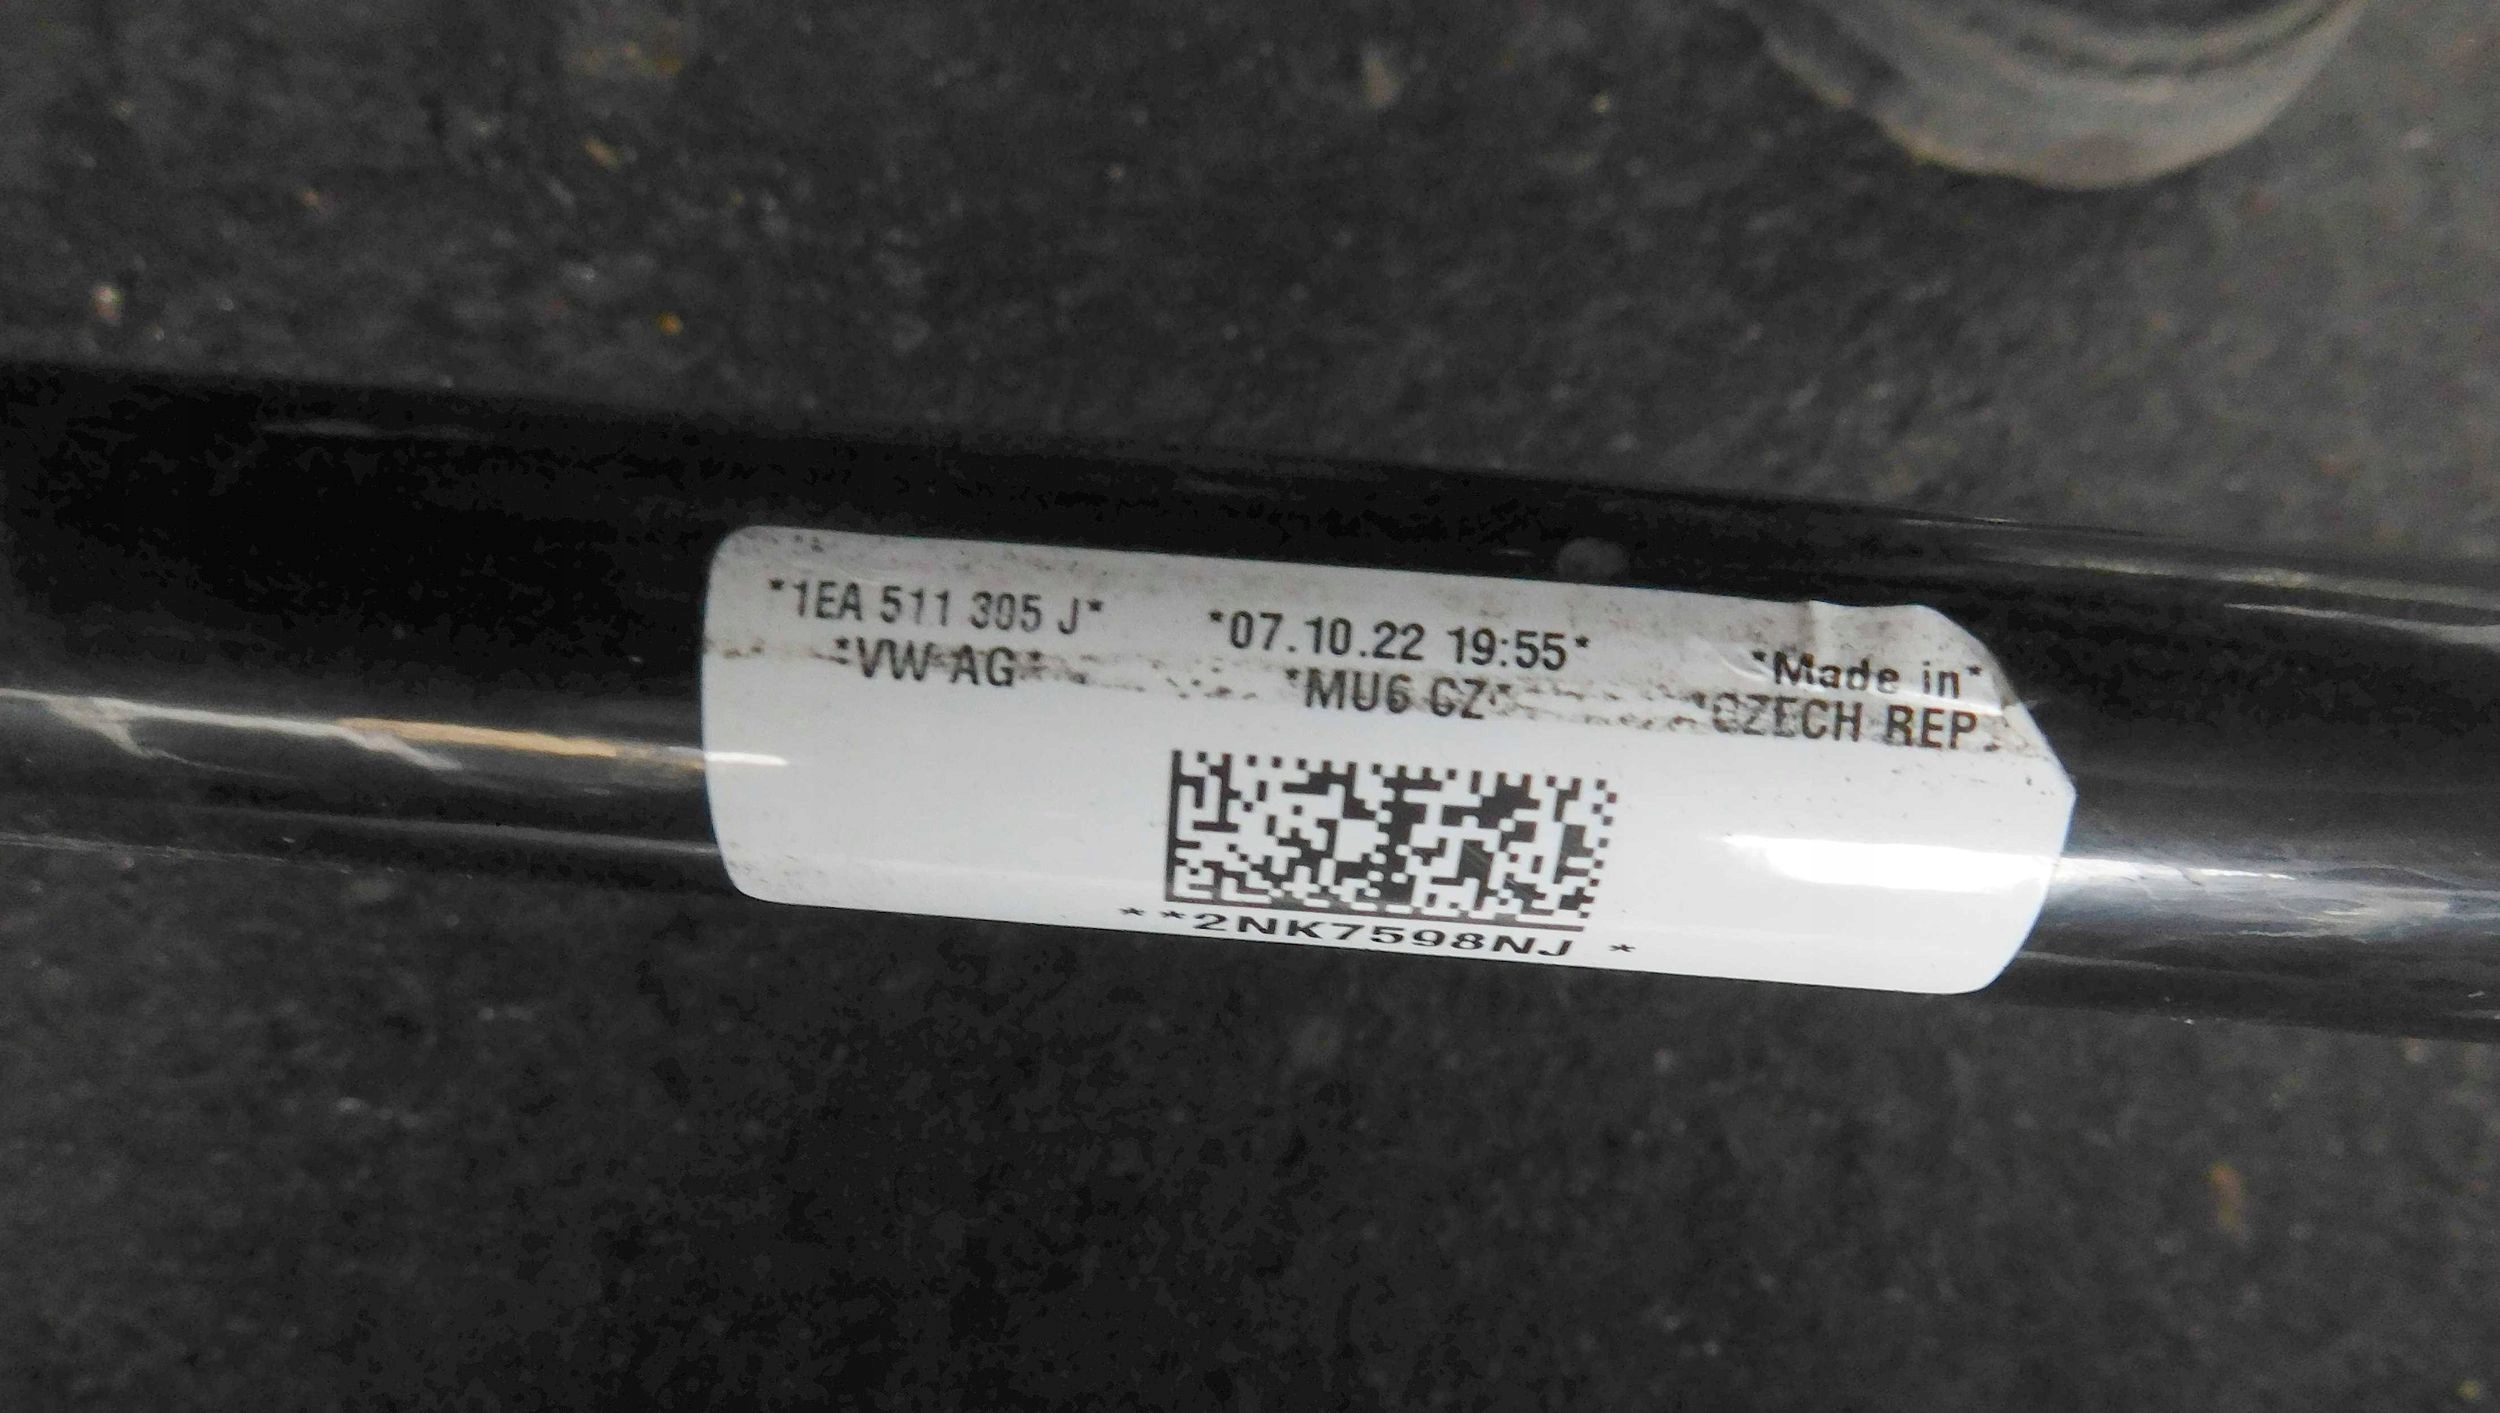 *1EA 511 305 J* *07.10.22 19:55* *Made in*
*VW AG* *MU6 CZ* *CZECH REP.*
**2NK7598NJ *